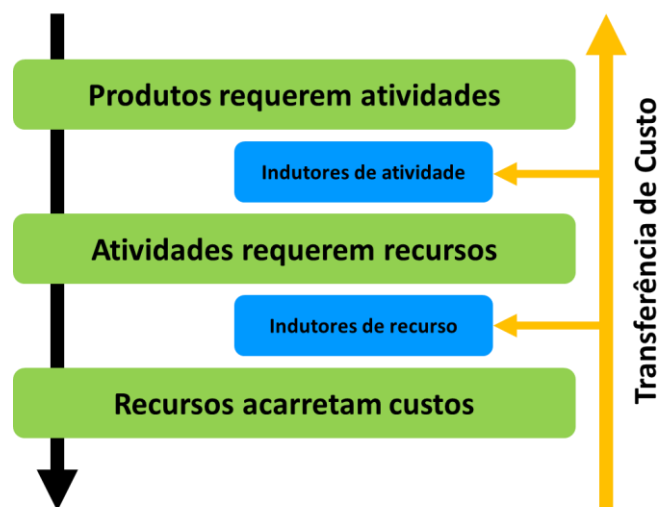 Produtos requerem atividades
Indutores de atividade
Atividades requerem recursos
Indutores de recurso
Recursos acarretam custos
Transferência de Custo